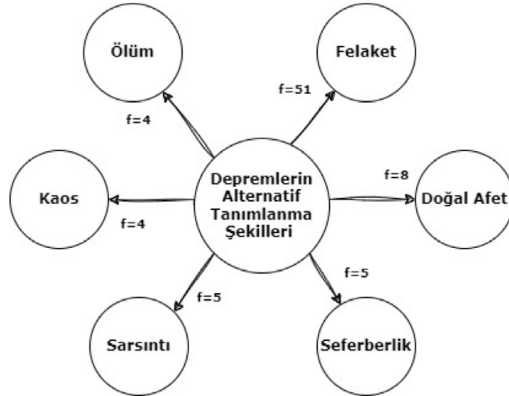 Ölüm
Felaket
f=4
f=51
Depremlerin
Alternatif
Tanımlanma
Şekilleri
Kaos
f=4
f=8
Doğal Afet
f=5
f=5
Sarsıntı
Seferberlik